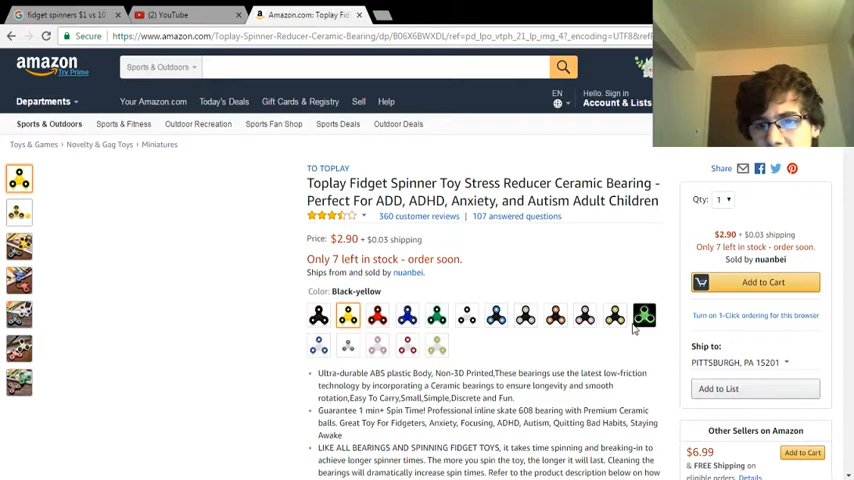 fidget spinners $1 vs 10
(2) YouTube
Amazon.com: Toplay Fid
Secure
https://www.amazon.com/Toplay-Spinner-Reducer-Ceramic-Bearing/dp/B06X6BWXDL/ref=pd_lpo_vtph_21_lp_img_4?_encoding=UTF8&ref
amazon
Try Prime
Sports & Outdoors
Departments
Your Amazon.com
Today's Deals
Gift Cards & Registry
Sell
Help
EN
Hello. Sign in
Account & Lists
Sports & Outdoors
Sports & Fitness
Outdoor Recreation
Sports Fan Shop
Sports Deals
Outdoor Deals
Toys & Games › Novelty & Gag Toys › Miniatures
TO TOPLAY
Toplay Fidget Spinner Toy Stress Reducer Ceramic Bearing -
Perfect For ADD, ADHD, Anxiety, and Autism Adult Children
360 customer reviews | 107 answered questions
Price: $2.90 + $0.03 shipping
Only 7 left in stock - order soon.
Ships from and sold by nuanbei.
Color: Black-yellow
• Ultra-durable ABS plastic Body, Non-3D Printed,These bearings use the latest low-friction
technology by incorporating a Ceramic bearings to ensure longevity and smooth
rotation,Easy To Carry,Small,Simple,Discrete and Fun.
• Guarantee 1 min+ Spin Time! Professional inline skate 608 bearing with Premium Ceramic
balls. Great Toy For Fidgeters, Anxiety, Focusing, ADHD, Autism, Quitting Bad Habits, Staying
Awake
• LIKE ALL BEARINGS AND SPINNING FIDGET TOYS, it takes time spinning and breaking-in to
achieve longer spinner times. The more you spin the toy, the longer it will last. Cleaning the
bearings will dramatically increase spin times. Refer to the product description below on how
Share
Qty: 1
$2.90 + $0.03 shipping
Only 7 left in stock - order soon.
Sold by nuanbei
Add to Cart
Turn on 1-Click ordering for this browser
Ship to:
PITTSBURGH, PA 15201
Add to List
Other Sellers on Amazon
$6.99
Add to Cart
& FREE Shipping on
eligible orders. Details